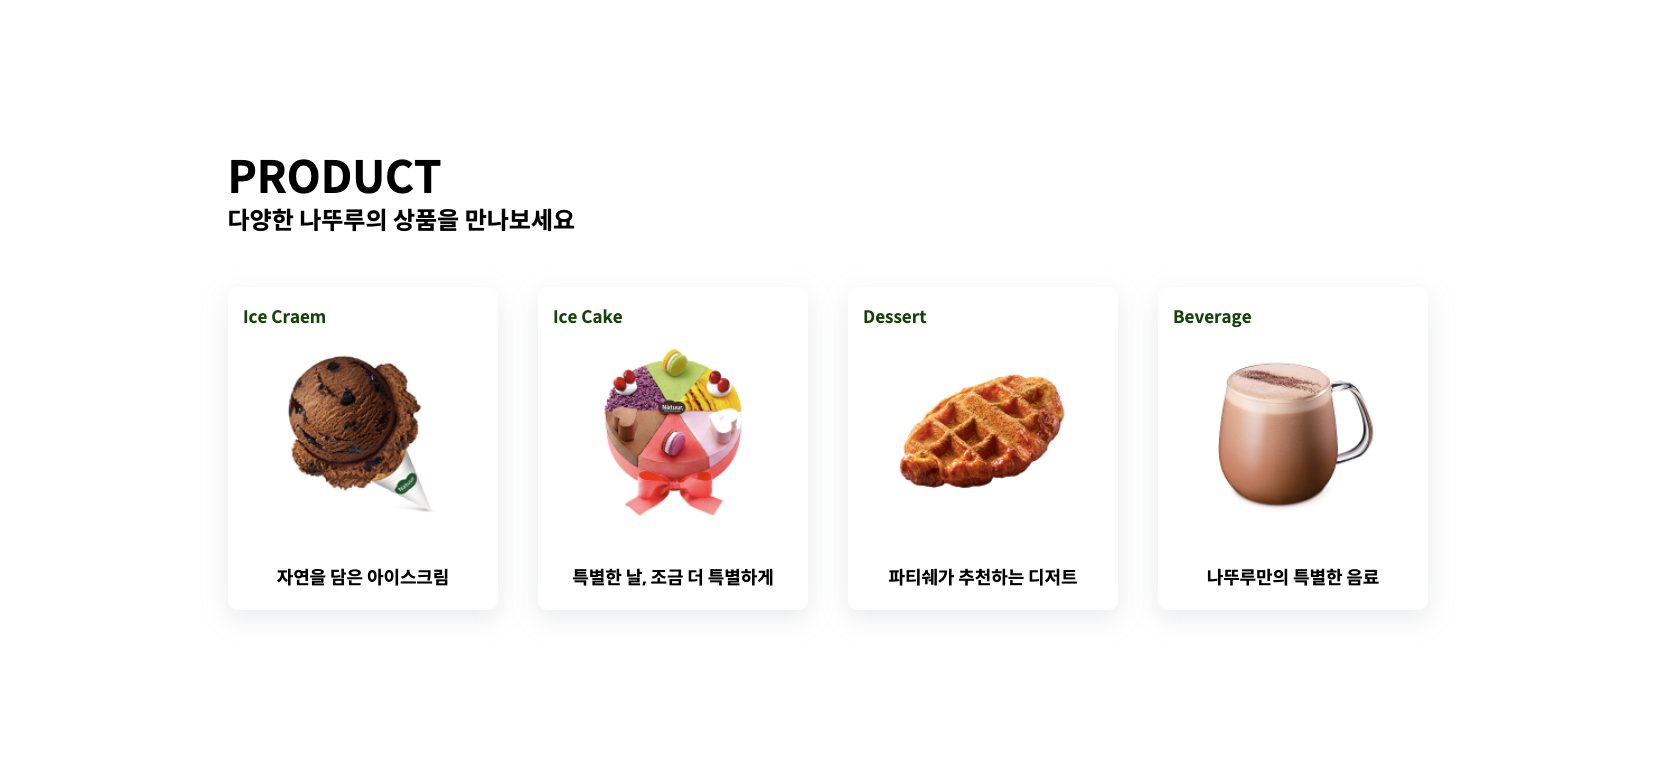 PRODUCT
다양한 나뚜루의 상품을 만나보세요
Ice Craem
Ice Cake
Dessert
Beverage
Natuur
Natuur
자연을 담은 아이스크림
특별한 날, 조금 더 특별하게
파티쉐가 추천하는 디저트
나뚜루만의 특별한 음료